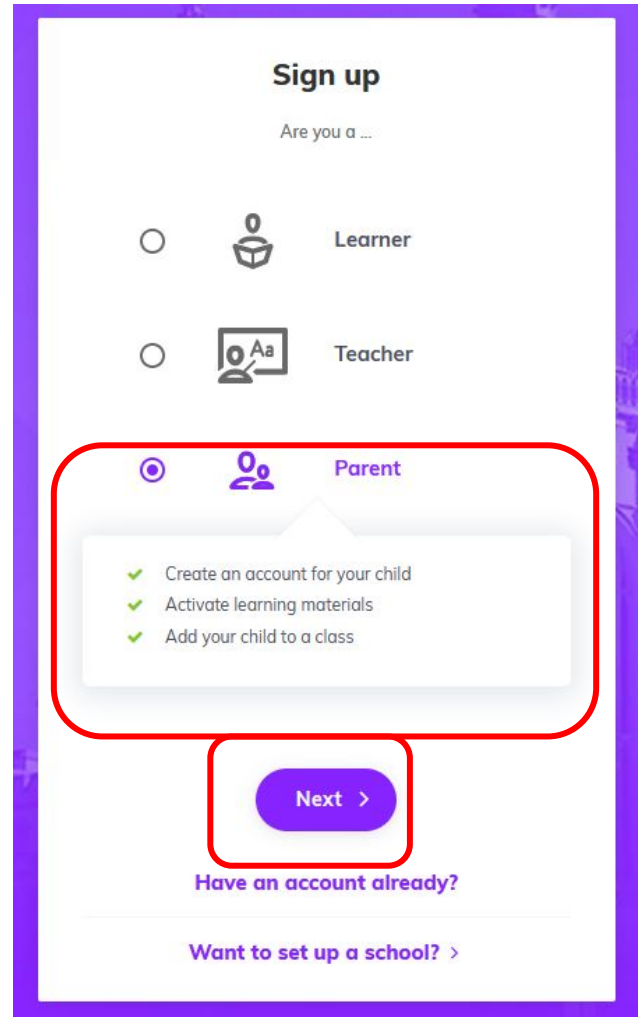 Sign up
Are you a ...
Learner
Aa
Teacher
Parent
Create an account for your child
Activate learning materials
Add your child to a class
Next >
Have an account already?
Want to set up a school? >